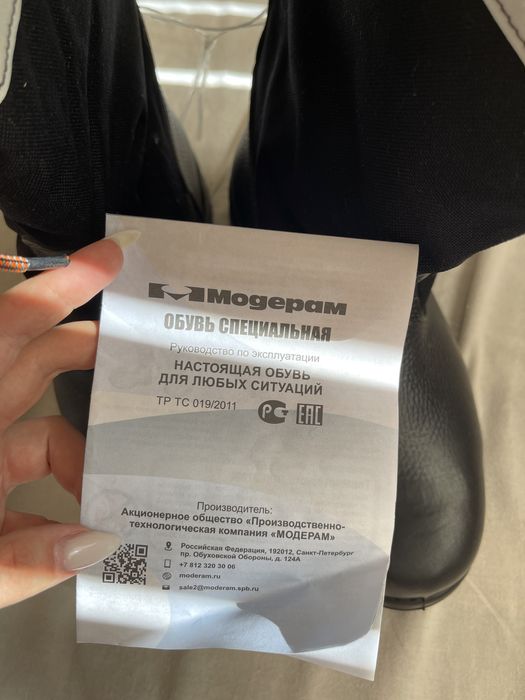 Модерам
ОБУВЬ СПЕЦИАЛЬНАЯ
Руководство по эксплуатации
НАСТОЯЩАЯ ОБУВЬ
ДЛЯ ЛЮБЫХ СИТУАЦИЙ
ТР ТС 019/2011 РСТ EAC
Производитель:
Акционерное общество «Производственно-
технологическая компания «МОДЕРАМ»
Российская Федерация, 192012, Санкт-Петербург
пр. Обуховской Обороны, д. 124А
+7 812 320 30 06
moderam.ru
sale2@moderam.spb.ru